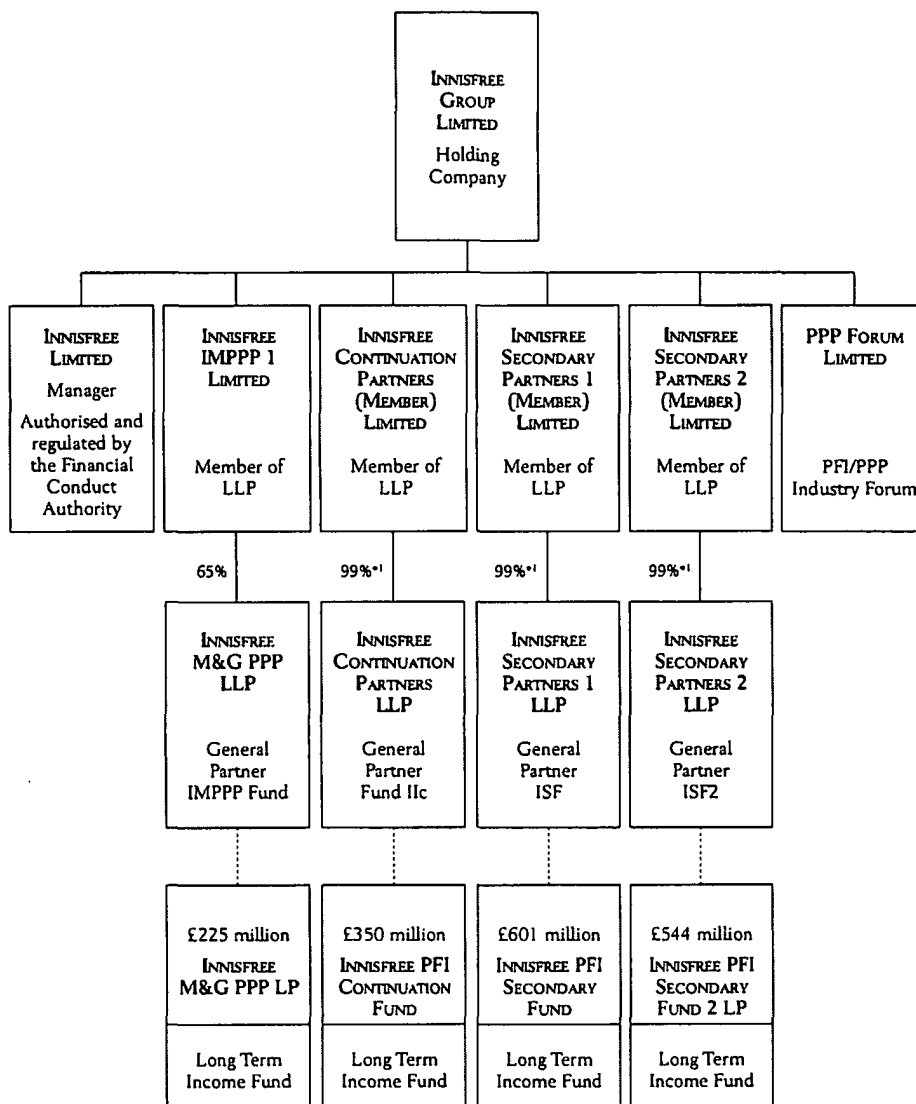 INNISFREE
GROUP
LIMITED
Holding
Company
INNISFREE
LIMITED
Manager
Authorised and
regulated by
the Financial
Conduct
Authority
INNISFREE
IMPPP 1
LIMITED
Member of
LLP
INNISFREE
CONTINUATION
PARTNERS
(MEMBER)
LIMITED
Member of
LLP
INNISFREE
SECONDARY
PARTNERS 1
(MEMBER)
LIMITED
Member of
LLP
INNISFREE
SECONDARY
PARTNERS 2
(MEMBER)
LIMITED
Member of
LLP
PPP FORUM
LIMITED
PFI/PPP
Industry Forum
65%
99%*1
99%*1
99%*1
INNISFREE
M&G PPP
LLP
General
Partner
IMPPP Fund
INNISFREE
CONTINUATION
PARTNERS
LLP
General
Partner
Fund IIc
INNISFREE
SECONDARY
PARTNERS 1
LLP
General
Partner
ISF
INNISFREE
SECONDARY
PARTNERS 2
LLP
General
Partner
ISF2
£225 million
INNISFREE
M&G PPP LP
Long Term
Income Fund
£350 million
INNISFREE PFI
CONTINUATION
FUND
Long Term
Income Fund
£601 million
INNISFREE PFI
SECONDARY
FUND
Long Term
Income Fund
£544 million
INNISFREE PFI
SECONDARY
FUND 2 LP
Long Term
Income Fund